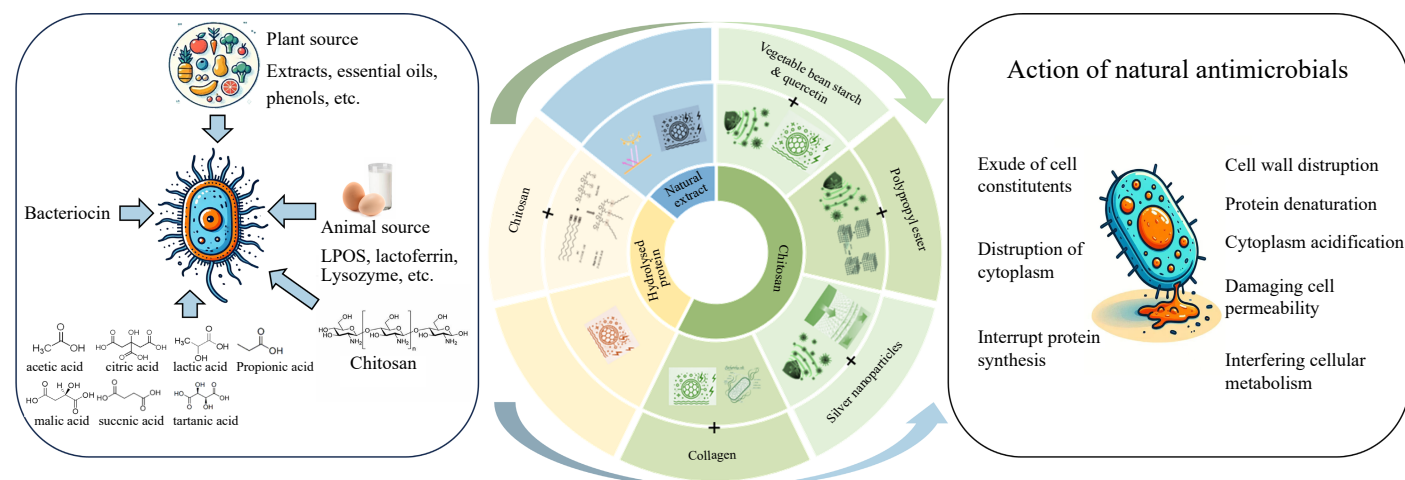 Plant source
Extracts, essential oils,
phenols, etc.
Bacteriocin
Animal source
LPOS, lactoferrin,
Lysozyme, etc.
Chitosan
acetic acid
citric acid
lactic acid
Propionic acid
malic acid
succnic acid
tartanic acid
Vegetable bean starch
& quercetin
+
Polypropyl ester
+
Silver nanoparticles
+
Collagen
+
Chitosan
+
Natural
extract
Hydrolysed
protein
Chitosan
Action of natural antimicrobials
Exude of cell
constitutents
Distruption of
cytoplasm
Interrupt protein
synthesis
Cell wall distruption
Protein denaturation
Cytoplasm acidification
Damaging cell
permeability
Interfering cellular
metabolism